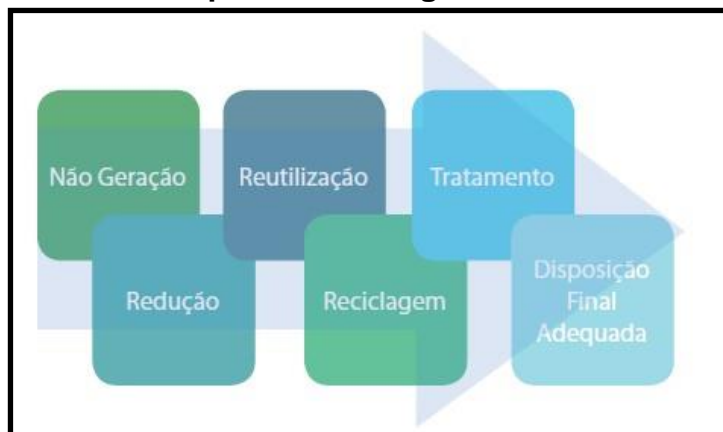 Não Geração
Redução
Reutilização
Reciclagem
Tratamento
Disposição
Final
Adequada